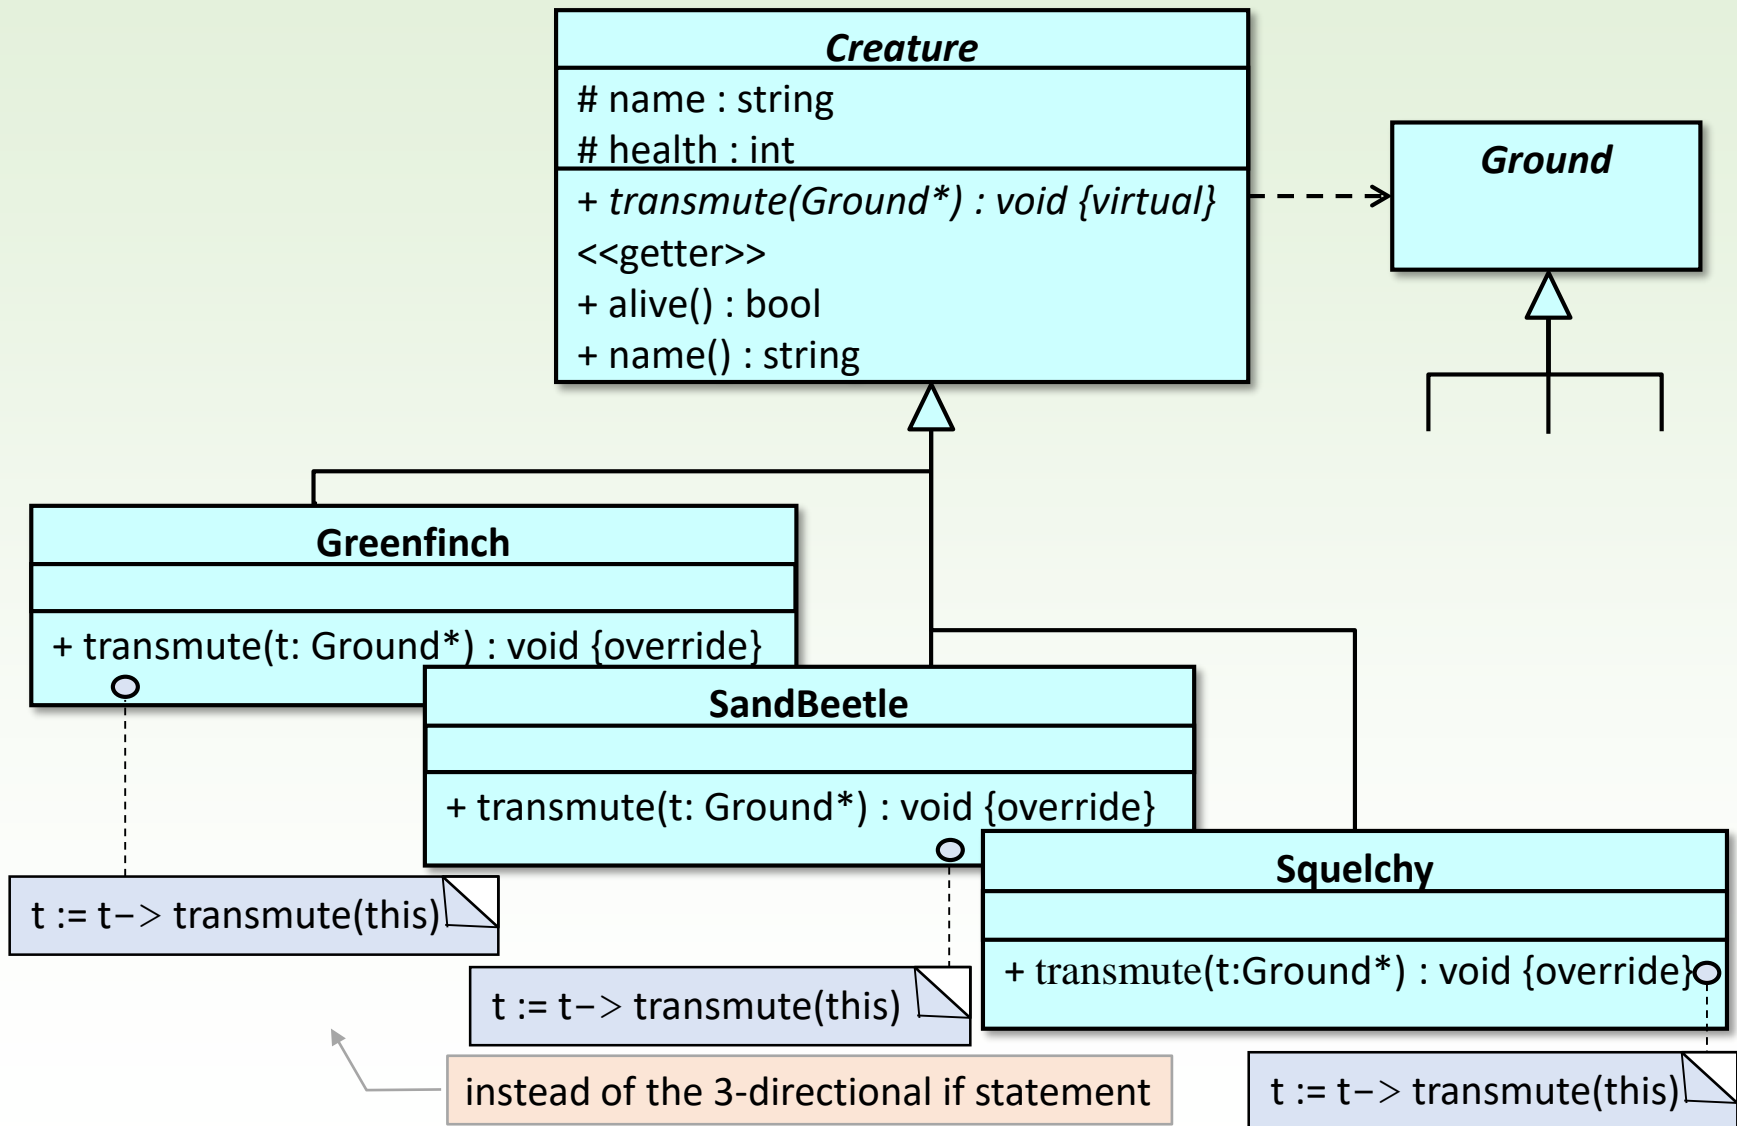 Creature
# name : string
# health : int
+ transmute(Ground*) : void {virtual}
<<getter>>
+ alive() : bool
+ name() : string
Ground
Greenfinch
+ transmute(t: Ground*) : void {override}
SandBeetle
+ transmute(t: Ground*) : void {override}
Squelchy
+ transmute(t:Ground*) : void {override}
t := t−> transmute(this)
t := t−> transmute(this)
t := t−> transmute(this)
instead of the 3-directional if statement